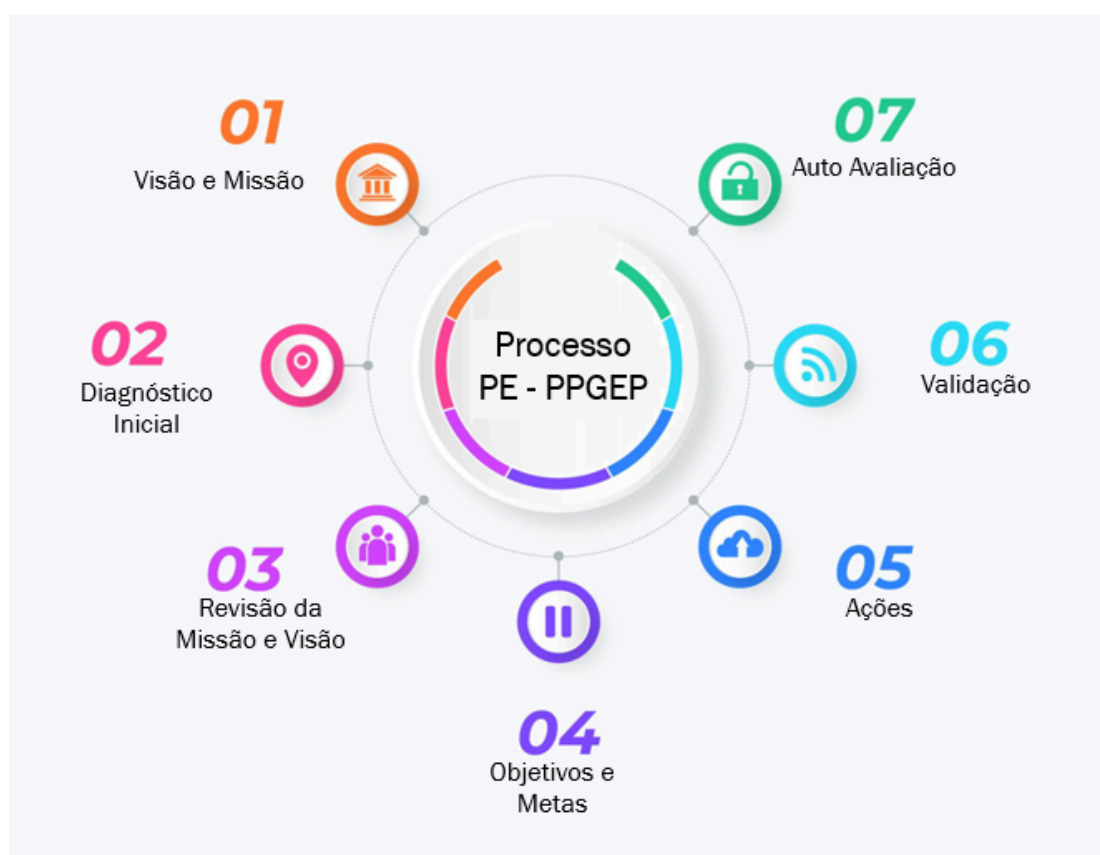 01
Visão e Missão
02
Diagnóstico
Inicial
03
Revisão da
Missão e Visão
04
Objetivos e
Metas
05
Ações
06
Validação
07
Auto Avaliação
Processo
PE - PPGEP